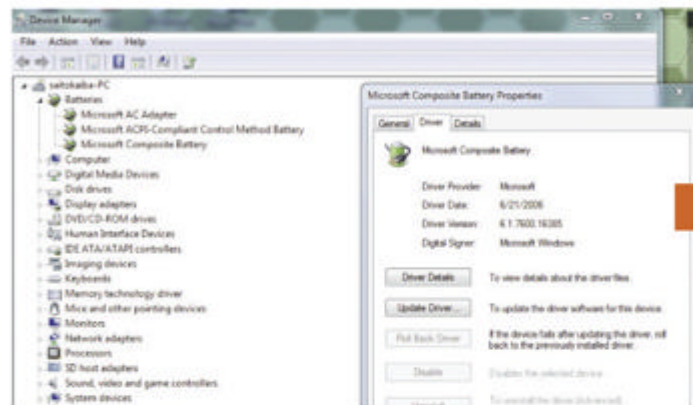 Device Manager
File Action View Help
saitokaiba-PC
Batteries
Microsoft AC Adapter
Microsoft ACPI-Compliant Control Method Battery
Microsoft Composite Battery
Computer
Digital Media Devices
Disk drives
Display adapters
DVD/CD-ROM drives
Human Interface Devices
IDE ATA/ATAPI controllers
Imaging devices
Keyboards
Memory technology driver
Mice and other pointing devices
Monitors
Network adapters
Processors
SD host adapters
Sound, video and game controllers
System devices
Microsoft Composite Battery Properties
General Driver Details
Microsoft Composite Battery
Driver Provider: Microsoft
Driver Date: 6/21/2006
Driver Version: 6.1.7600.16385
Digital Signer: Microsoft Windows
Driver Details To view details about the driver files.
Update Driver... To update the driver software for this device.
Roll Back Driver If the device fails after updating the driver, roll
back to the previously installed driver.
Disable Disables the selected device.
Uninstall To uninstall the driver (Advanced).